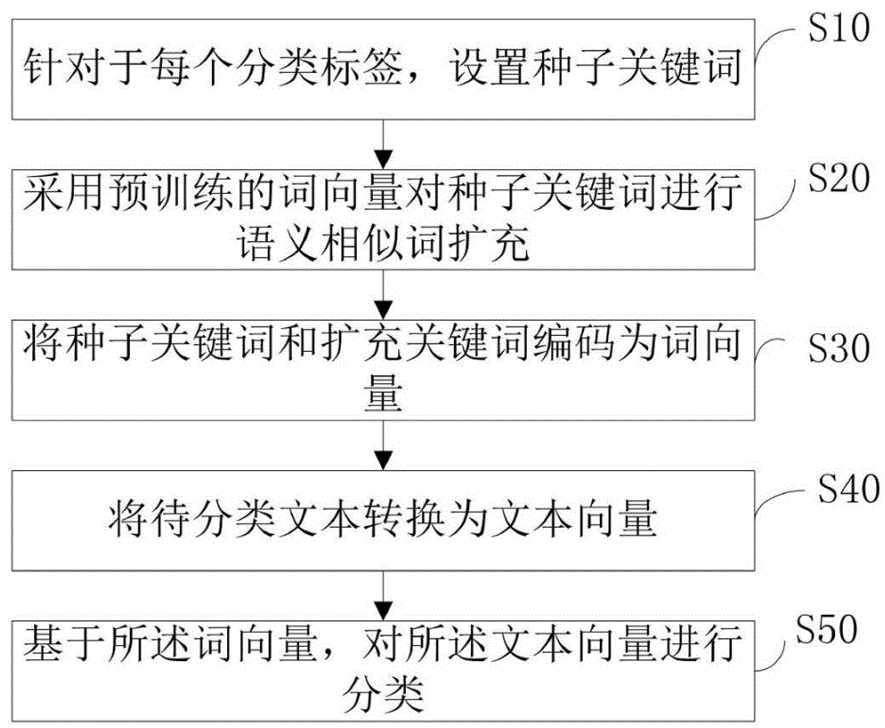 S10
针对于每个分类标签，设置种子关键词
S20
采用预训练的词向量对种子关键词进行
语义相似词扩充
S30
将种子关键词和扩充关键词编码为词向
量
S40
将待分类文本转换为文本向量
S50
基于所述词向量，对所述文本向量进行
分类